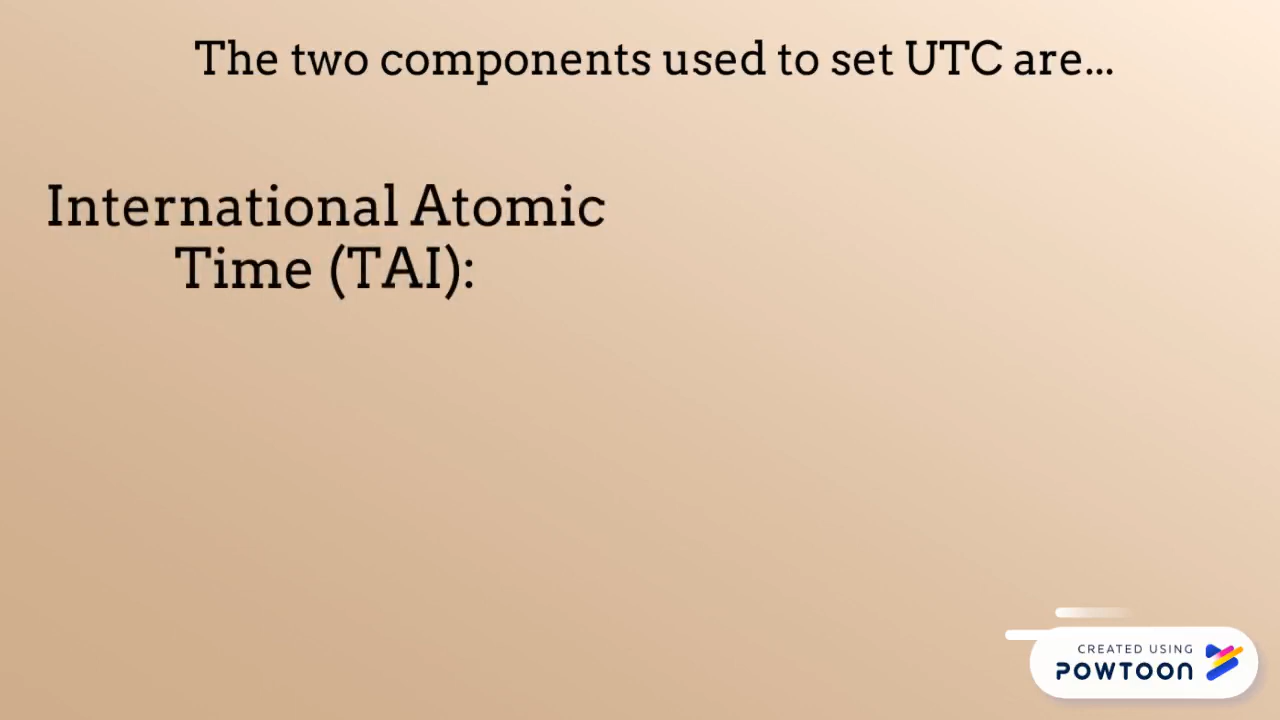 The two components used to set UTC are...
International Atomic
Time (TAI):
CREATED USING
POWTOON